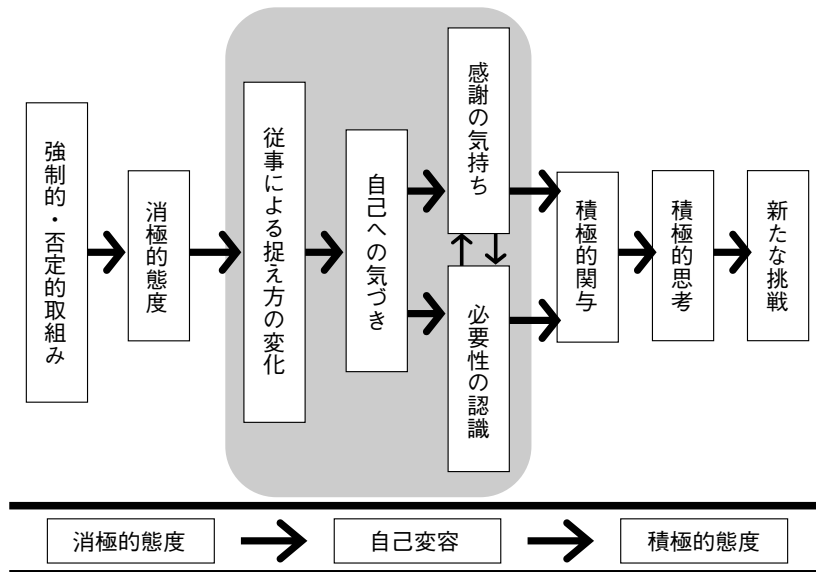 強制的・否定的取組み
消極的態度
従事による捉え方の変化
自己への気づき
感謝の気持ち
必要性の認識
積極的関与
積極的思考
新たな挑戦
消極的態度
自己変容
積極的態度